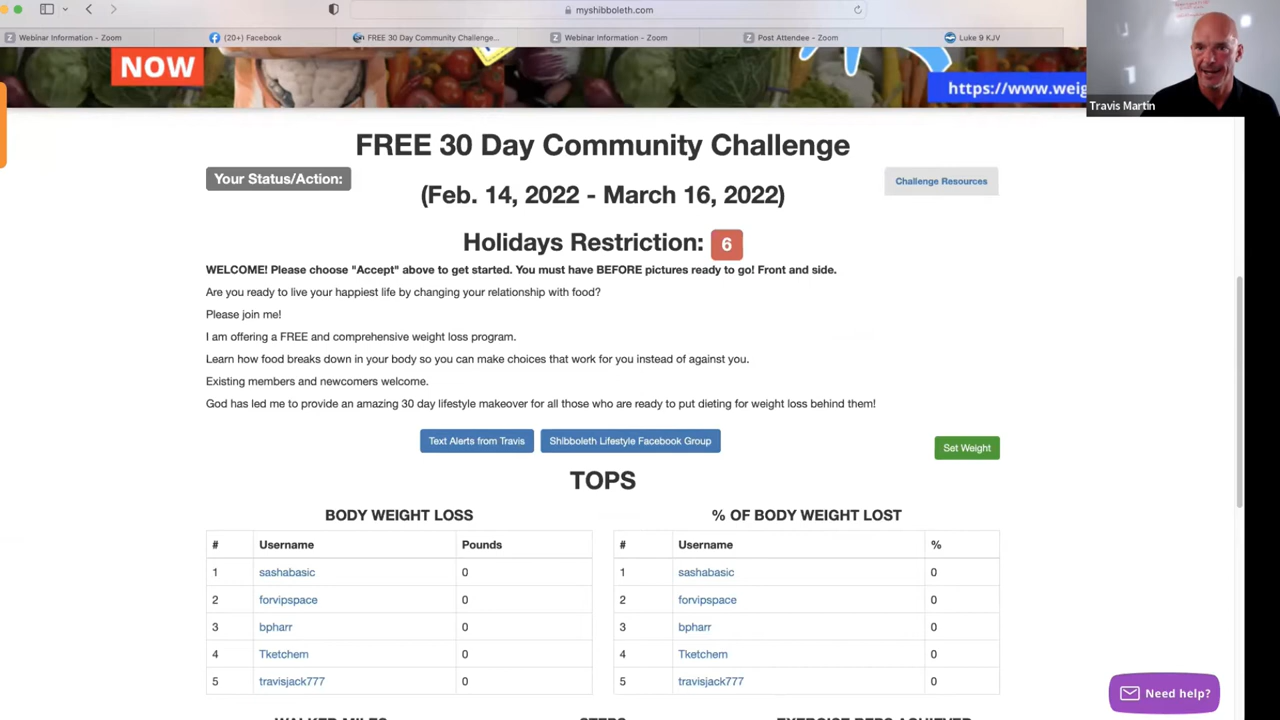 myshibboleth.com
Webinar Information - Zoom
(20+) Facebook
FREE 30 Day Community Challenge...
Webinar Information - Zoom
Post Attendee - Zoom
Luke 9 KJV
NOW
https://www.weig
Travis Martin
FREE 30 Day Community Challenge
Your Status/Action:
Challenge Resources
(Feb. 14, 2022 - March 16, 2022)
Holidays Restriction: 6
WELCOME! Please choose "Accept" above to get started. You must have BEFORE pictures ready to go! Front and side.
Are you ready to live your happiest life by changing your relationship with food?
Please join me!
I am offering a FREE and comprehensive weight loss program.
Learn how food breaks down in your body so you can make choices that work for you instead of against you.
Existing members and newcomers welcome.
God has led me to provide an amazing 30 day lifestyle makeover for all those who are ready to put dieting for weight loss behind them!
Text Alerts from Travis
Shibboleth Lifestyle Facebook Group
Set Weight
TOPS
BODY WEIGHT LOSS
# Username Pounds
1 sashabasic 0
2 forvipspace 0
3 bpharr 0
4 Tketchem 0
5 travisjack777 0
% OF BODY WEIGHT LOST
# Username %
1 sashabasic 0
2 forvipspace 0
3 bpharr 0
4 Tketchem 0
5 travisjack777 0
Need help?
WALKED MILES
STEPS
EXERCISE REPS ACHIEVED